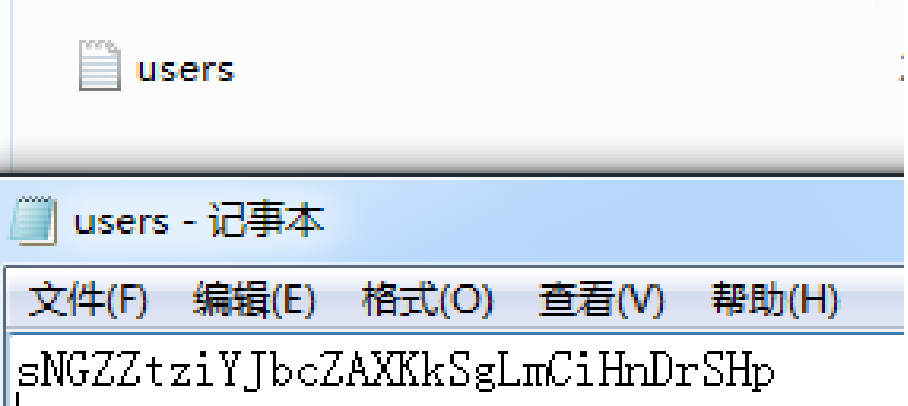 users
users - 记事本
文件(F) 编辑(E) 格式(O) 查看(V) 帮助(H)
sNGZZtziYJbcZAXKkSgLmCiHnDrSHp